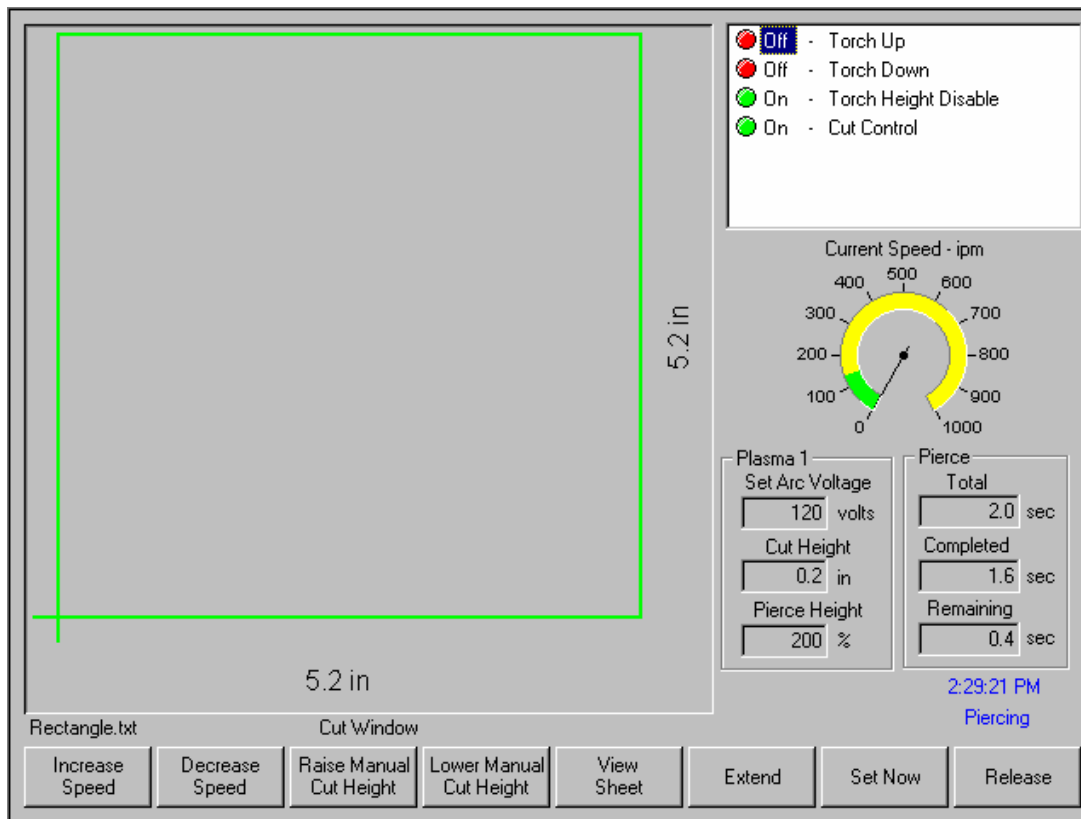 Off - Torch Up
Off - Torch Down
On - Torch Height Disable
On - Cut Control
Current Speed - ipm
0
100
200
300
400
500
600
700
800
900
1000
5.2 in
5.2 in
Plasma 1
Set Arc Voltage
120 volts
Cut Height
0.2 in
Pierce Height
200 %
Pierce
Total
2.0 sec
Completed
1.6 sec
Remaining
0.4 sec
2:29:21 PM
Piercing
Rectangle.txt
Cut Window
Increase
Speed
Decrease
Speed
Raise Manual
Cut Height
Lower Manual
Cut Height
View
Sheet
Extend
Set Now
Release